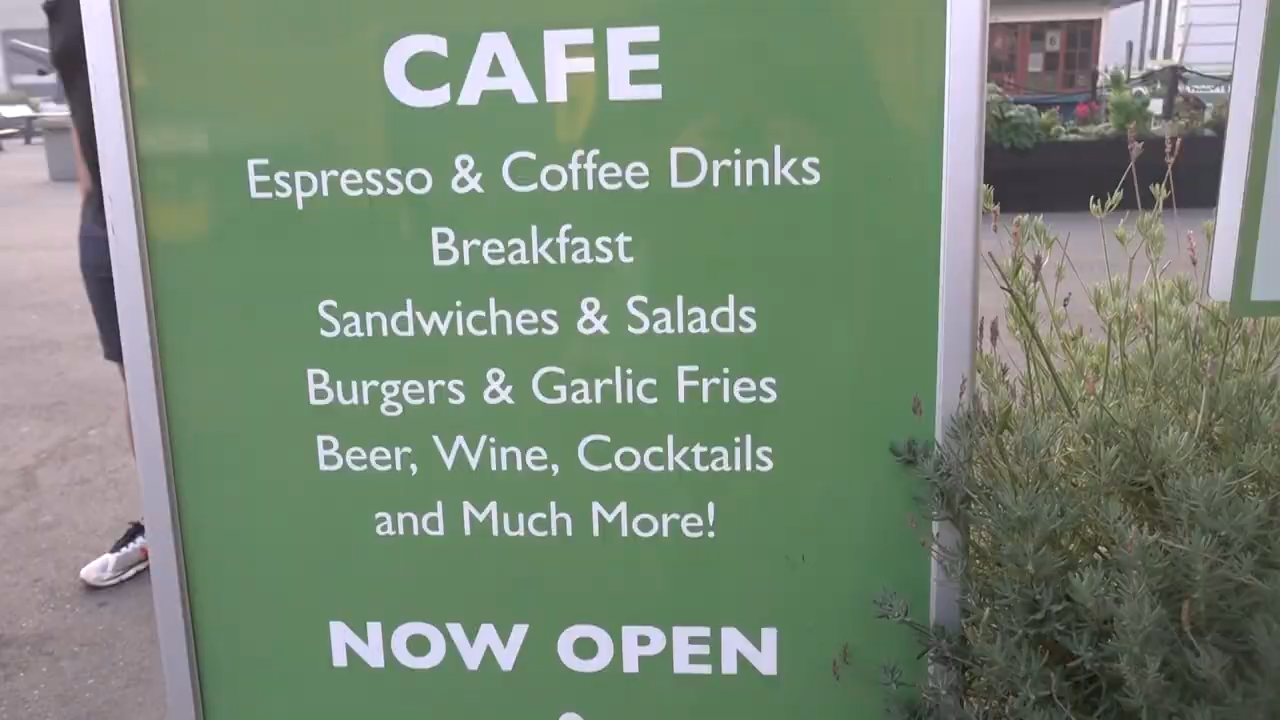 CAFE
Espresso & Coffee Drinks
Breakfast
Sandwiches & Salads
Burgers & Garlic Fries
Beer, Wine, Cocktails
and Much More!
NOW OPEN